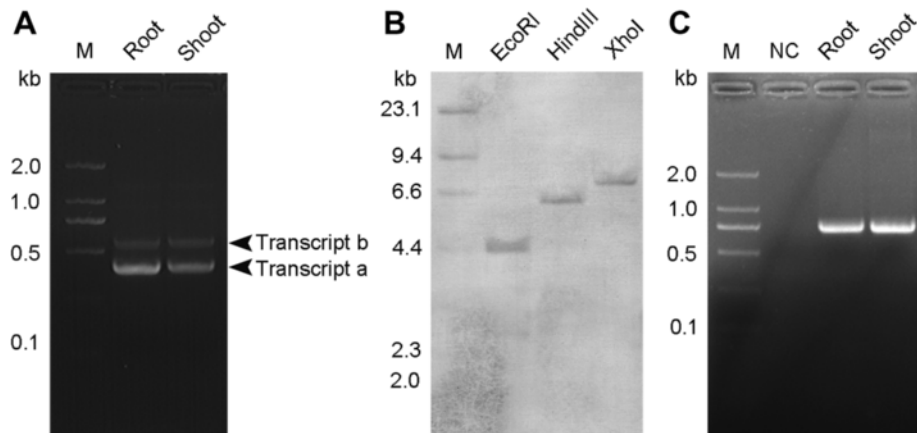 A
M
Root
Shoot
kb
2.0
1.0
0.5
0.1
Transcript b
Transcript a
B
M
EcoRI
HindIII
XhoI
kb
23.1
9.4
6.6
4.4
2.3
2.0
C
M
NC
Root
Shoot
kb
2.0
1.0
0.5
0.1